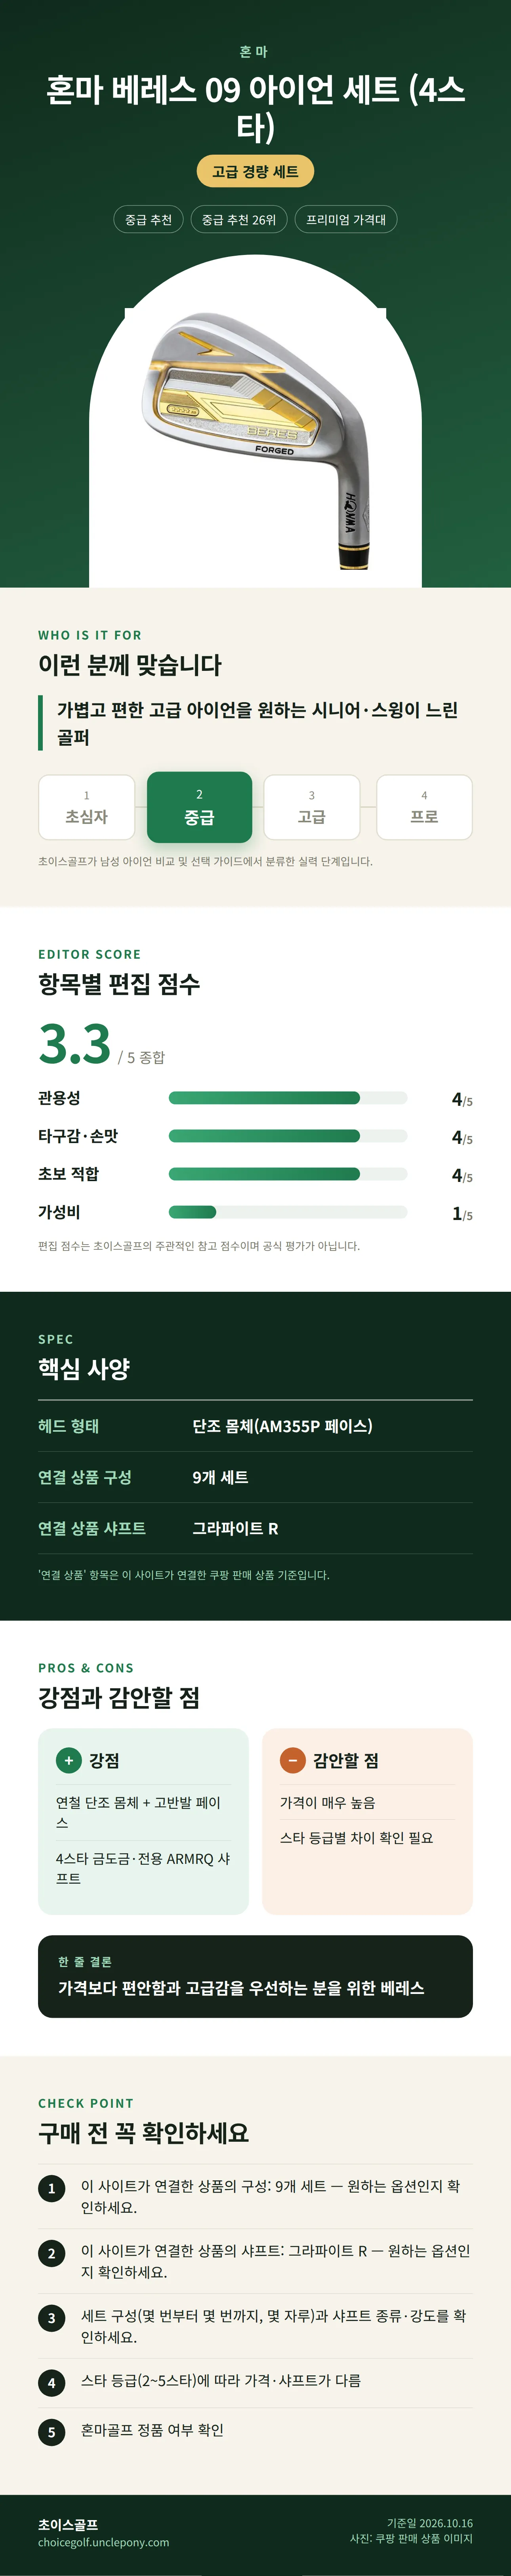 혼마
혼마 베레스 09 아이언 세트 (4스
타)
고급 경량 세트
중급 추천
중급 추천 26위
프리미엄 가격대
BERES
FORGED
HONMA
WHO IS IT FOR
이런 분께 맞습니다
가볍고 편한 고급 아이언을 원하는 시니어·스윙이 느린
골퍼
1
초심자
2
중급
3
고급
4
프로
초이스골프가 남성 아이언 비교 및 선택 가이드에서 분류한 실력 단계입니다.
EDITOR SCORE
항목별 편집 점수
3.3 / 5 종합
관용성 4/5
타구감·손맛 4/5
초보 적합 4/5
가성비 1/5
편집 점수는 초이스골프의 주관적인 참고 점수이며 공식 평가가 아닙니다.
SPEC
핵심 사양
헤드 형태 단조 몸체(AM355P 페이스)
연결 상품 구성 9개 세트
연결 상품 샤프트 그라파이트 R
'연결 상품' 항목은 이 사이트가 연결한 쿠팡 판매 상품 기준입니다.
PROS & CONS
강점과 감안할 점
+ 강점
연철 단조 몸체 + 고반발 페이
스
4스타 금도금·전용 ARMRQ 샤
프트
− 감안할 점
가격이 매우 높음
스타 등급별 차이 확인 필요
한 줄 결론
가격보다 편안함과 고급감을 우선하는 분을 위한 베레스
CHECK POINT
구매 전 꼭 확인하세요
1 이 사이트가 연결한 상품의 구성: 9개 세트 — 원하는 옵션인지 확
인하세요.
2 이 사이트가 연결한 상품의 샤프트: 그라파이트 R — 원하는 옵션인
지 확인하세요.
3 세트 구성(몇 번부터 몇 번까지, 몇 자루)과 샤프트 종류·강도를 확
인하세요.
4 스타 등급(2~5스타)에 따라 가격·샤프트가 다름
5 혼마골프 정품 여부 확인
초이스골프
choicegolf.unclepony.com
기준일 2026.10.16
사진: 쿠팡 판매 상품 이미지